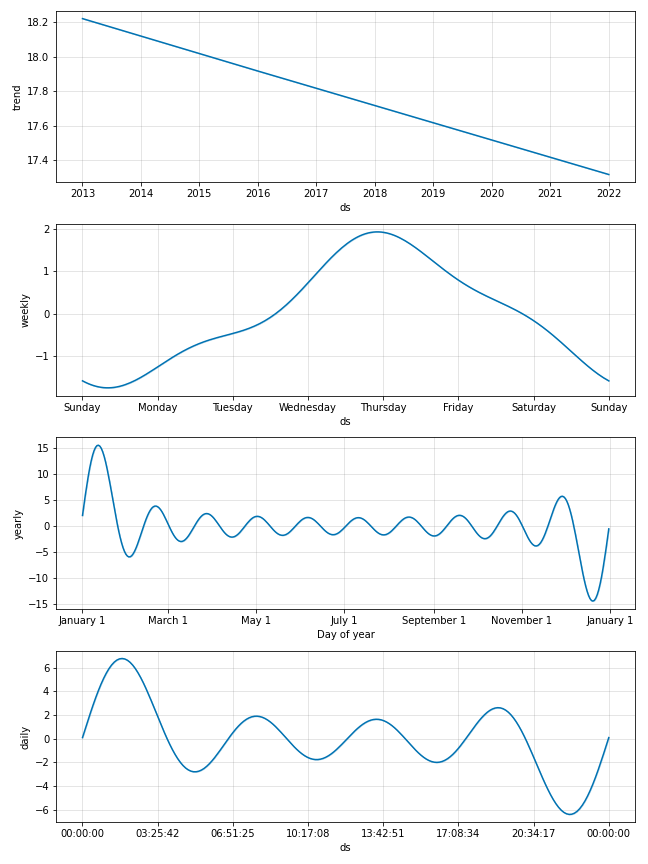 18.2
18.0
17.8
17.6
17.4
trend
2013 2014 2015 2016 2017 2018 2019 2020 2021 2022
ds
2
1
0
−1
weekly
Sunday Monday Tuesday Wednesday Thursday Friday Saturday Sunday
ds
15
10
5
0
−5
−10
−15
yearly
January 1 March 1 May 1 July 1 September 1 November 1 January 1
Day of year
6
4
2
0
−2
−4
−6
daily
00:00:00 03:25:42 06:51:25 10:17:08 13:42:51 17:08:34 20:34:17 00:00:00
ds